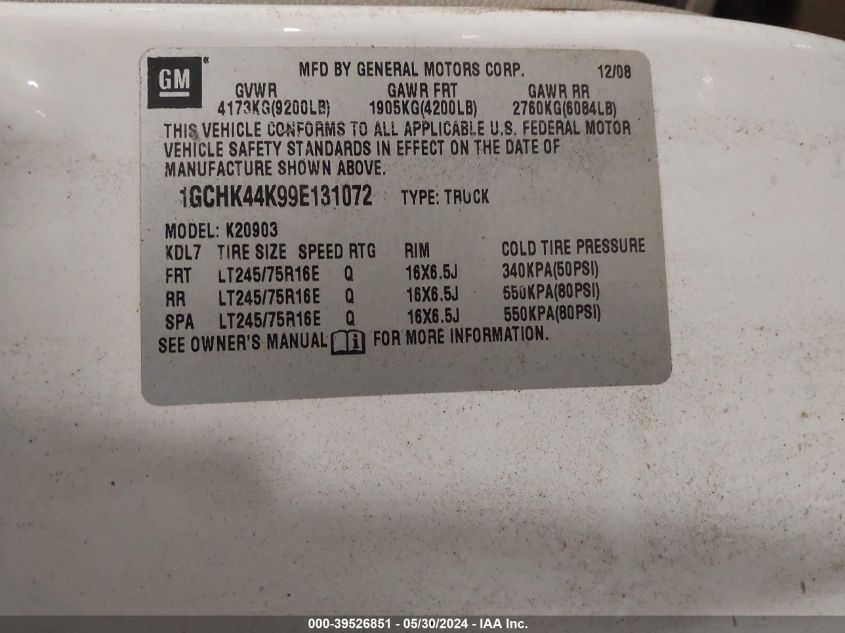 GM
MFD BY GENERAL MOTORS CORP. 12/08
GVWR GAWR FRT GAWR RR
4173KG(9200LB) 1905KG(4200LB) 2760KG(6084LB)
THIS VEHICLE CONFORMS TO ALL APPLICABLE U.S. FEDERAL MOTOR
VEHICLE SAFETY STANDARDS IN EFFECT ON THE DATE OF
MANUFACTURE SHOWN ABOVE.
1GCHK44K99E131072 TYPE: TRUCK
MODEL: K20903
KDL7 TIRE SIZE SPEED RTG RIM COLD TIRE PRESSURE
FRT LT245/75R16E Q 16X6.5J 340KPA(50PSI)
RR LT245/75R16E Q 16X6.5J 550KPA(80PSI)
SPA LT245/75R16E Q 16X6.5J 550KPA(80PSI)
SEE OWNER'S MANUAL i FOR MORE INFORMATION.
000-39526851 - 05/30/2024 - IAA Inc.